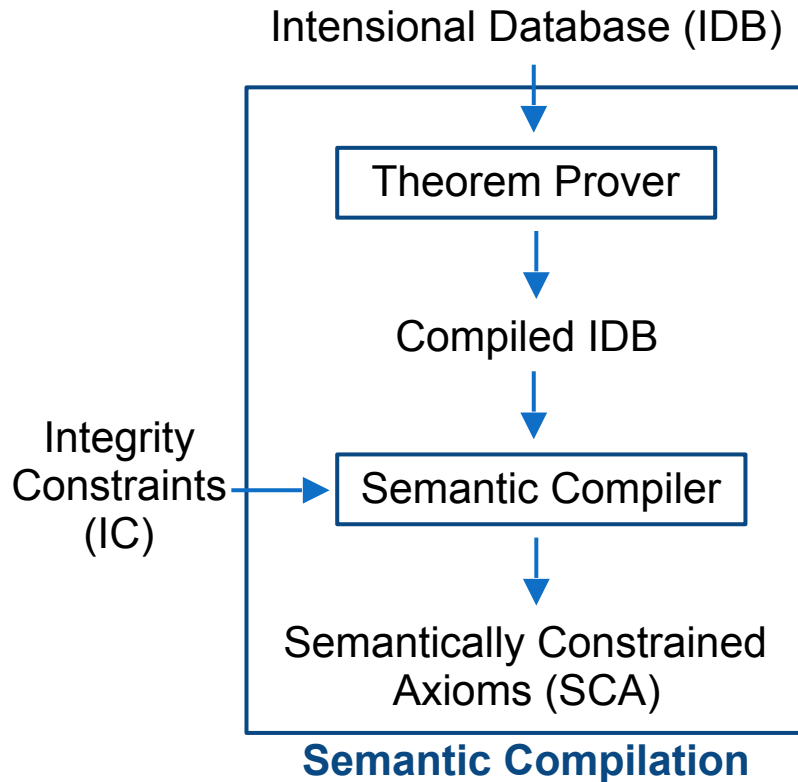 Intensional Database (IDB)
Theorem Prover
Compiled IDB
Integrity
Constraints
(IC)
Semantic Compiler
Semantically Constrained
Axioms (SCA)
Semantic Compilation